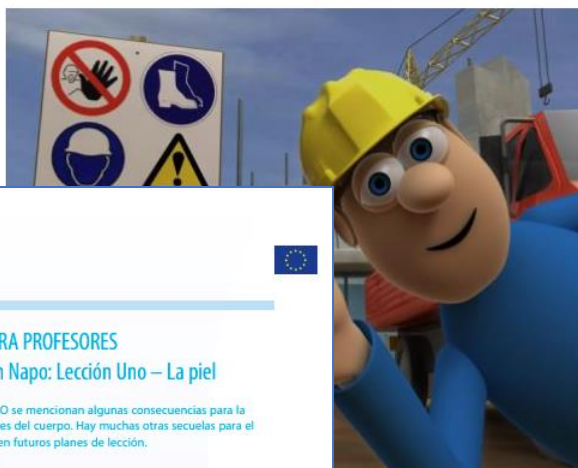 RA PROFESORES
n Napo: Lección Uno – La piel
O se mencionan algunas consecuencias para la
es del cuerpo. Hay muchas otras secuelas para el
en futuros planes de lección.